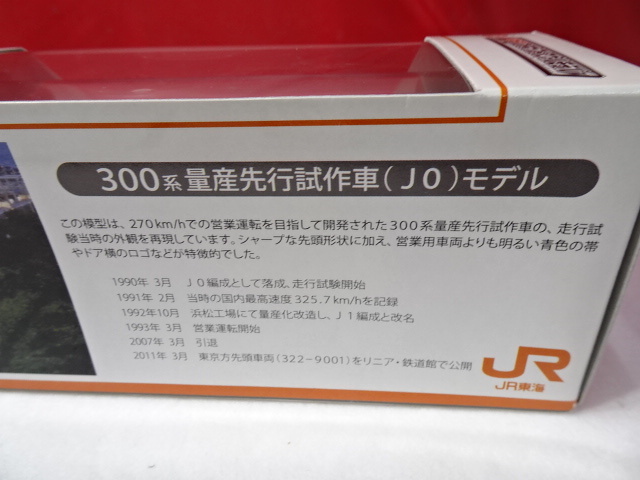 300系量産先行試作車(J0)モデル
この模型は、270km/hでの営業運転を目指して開発された300系量産先行試作車の、走行試
験当時の外観を再現しています。シャープな先頭形状に加え、営業用車両よりも明るい青色の帯
やドア横のロゴなどが特徴的でした。
1990年 3月 J0編成として落成、走行試験開始
1991年 2月 当時の国内最高速度325.7km/hを記録
1992年10月 浜松工場にて量産化改造し、J1編成と改名
1993年 3月 営業運転開始
2007年 3月 引退
2011年 3月 東京方先頭車両(322-9001)をリニア・鉄道館で公開
JR
JR東海